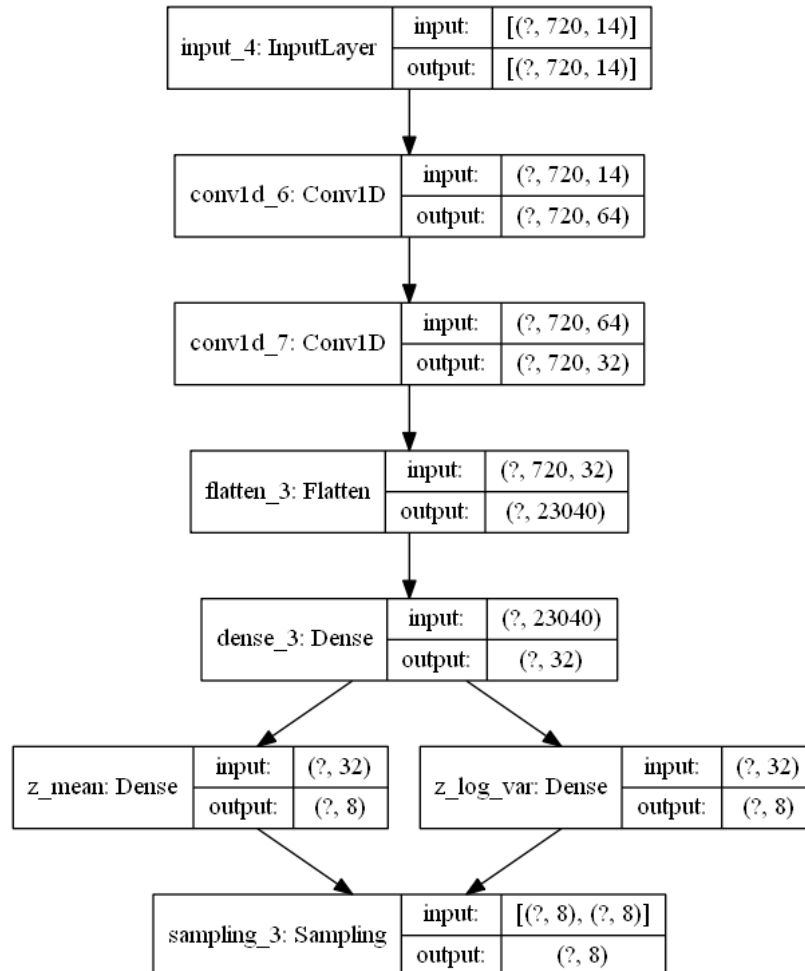 input_4: InputLayer
input: [(?, 720, 14)]
output: [(?, 720, 14)]
conv1d_6: Conv1D
input: (?, 720, 14)
output: (?, 720, 64)
conv1d_7: Conv1D
input: (?, 720, 64)
output: (?, 720, 32)
flatten_3: Flatten
input: (?, 720, 32)
output: (?, 23040)
dense_3: Dense
input: (?, 23040)
output: (?, 32)
z_mean: Dense
input: (?, 32)
output: (?, 8)
z_log_var: Dense
input: (?, 32)
output: (?, 8)
sampling_3: Sampling
input: [(?, 8), (?, 8)]
output: (?, 8)